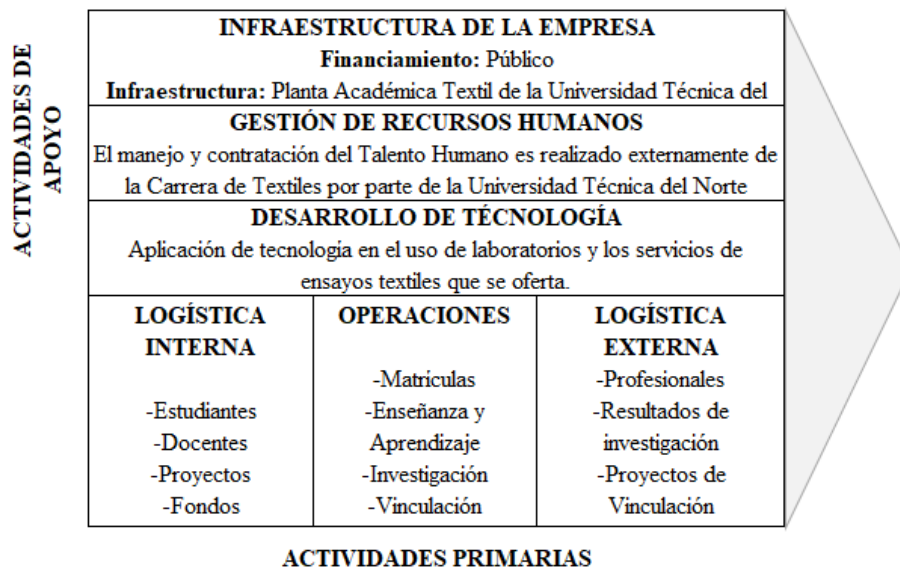 ACTIVIDADES DE
APOYO
INFRAESTRUCTURA DE LA EMPRESA
Financiamiento: Público
Infraestructura: Planta Académica Textil de la Universidad Técnica del
GESTIÓN DE RECURSOS HUMANOS
El manejo y contratación del Talento Humano es realizado externamente de
la Carrera de Textiles por parte de la Universidad Técnica del Norte
DESARROLLO DE TÉCNOLOGÍA
Aplicación de tecnología en el uso de laboratorios y los servicios de
ensayos textiles que se oferta.
LOGÍSTICA
INTERNA
-Estudiantes
-Docentes
-Proyectos
-Fondos
OPERACIONES
-Matrículas
-Enseñanza y
Aprendizaje
-Investigación
-Vinculación
LOGÍSTICA
EXTERNA
-Profesionales
-Resultados de
investigación
-Proyectos de
Vinculación
ACTIVIDADES PRIMARIAS